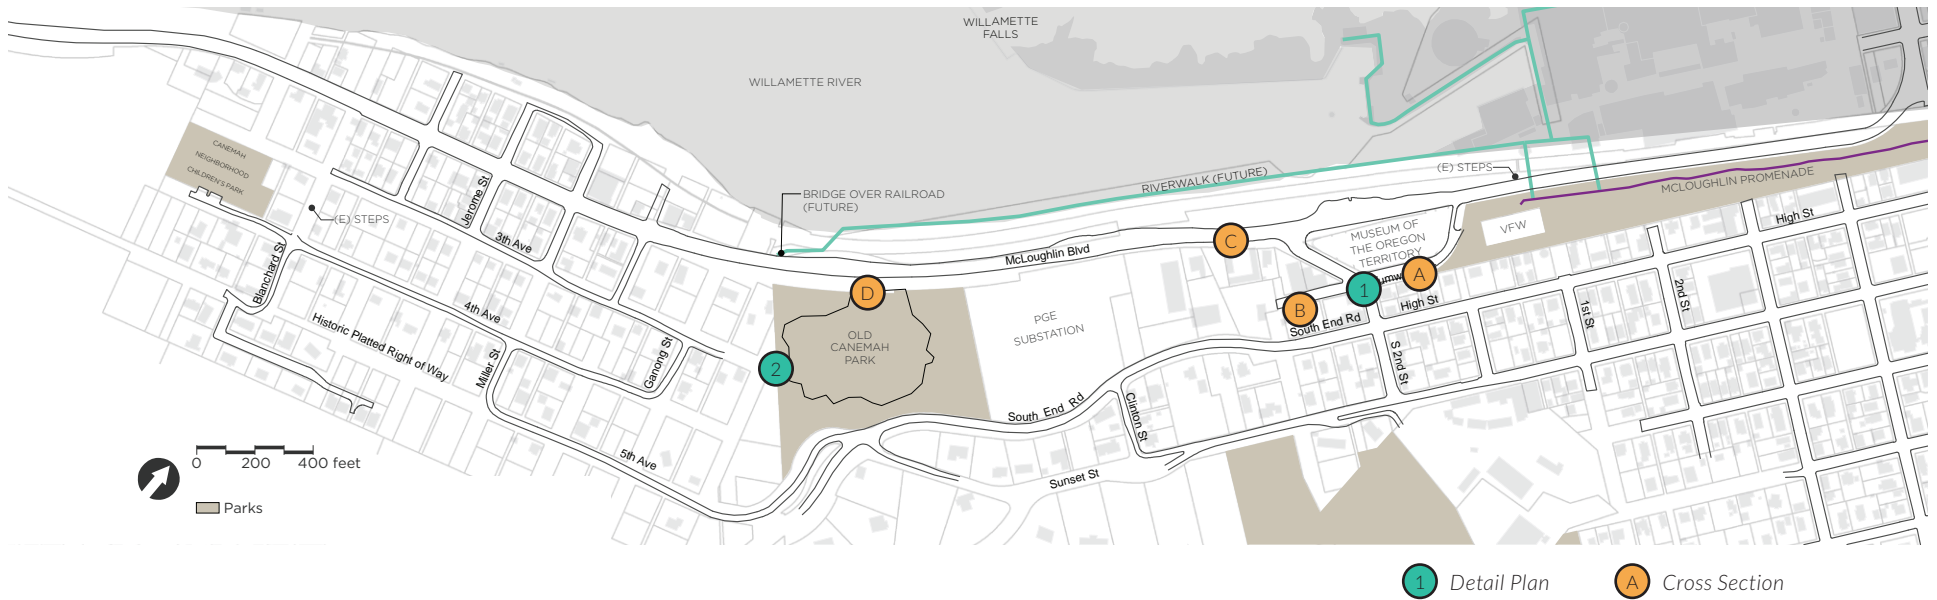 WILLAMETTE
FALLS
WILLAMETTE RIVER
CANEMAH
NEIGHBORHOOD
CHILDREN'S PARK
(E) STEPS
Jerome St
3th Ave
BRIDGE OVER RAILROAD
(FUTURE)
RIVERWALK (FUTURE)
(E) STEPS
MCLOUGHLIN PROMENADE
High St
VFW
MUSEUM OF
THE OREGON
TERRITORY
McLoughlin Blvd
C
A
1
B
D
2
High St
South End Rd
1st St
2nd St
S 2nd St
PGE
SUBSTATION
OLD
CANEMAH
PARK
Blanchard St
4th Ave
Historic Platted Right of Way
Miller St
Ganong St
South End Rd
Clinton St
Sunset St
5th Ave
0 200 400 feet
Parks
1 Detail Plan
A Cross Section